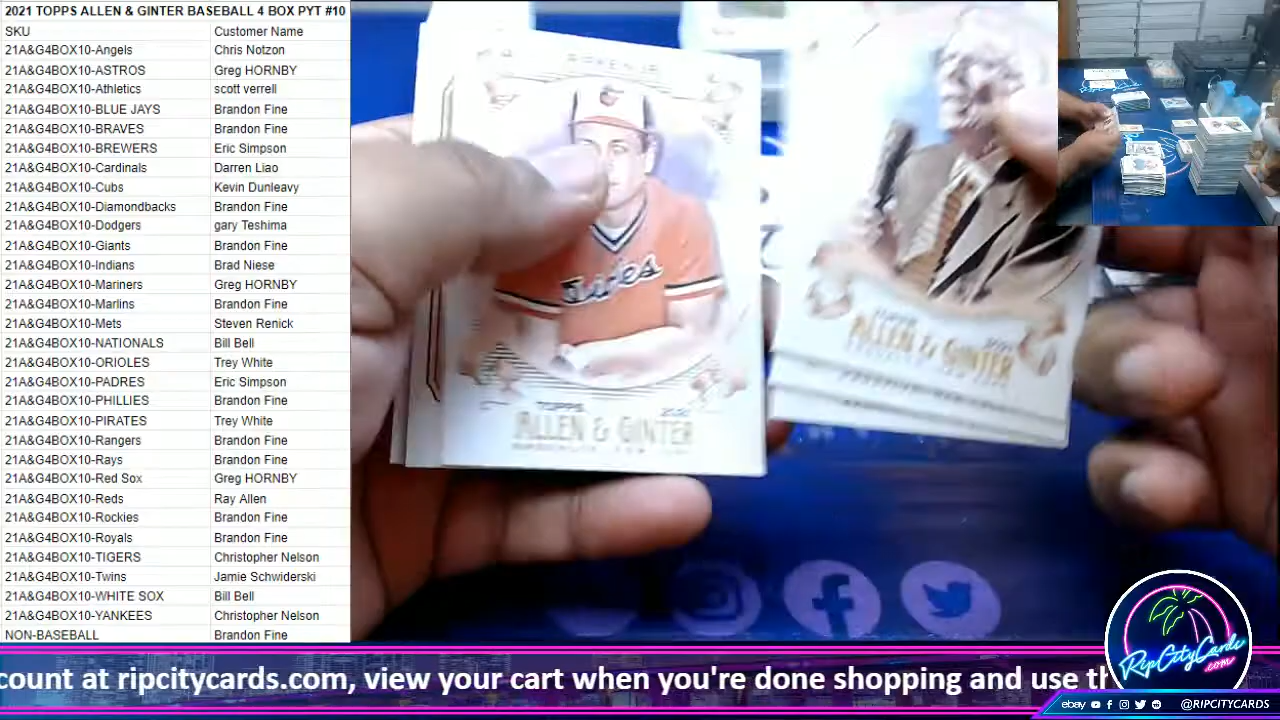 2021 TOPPS ALLEN & GINTER BASEBALL 4 BOX PYT #10
SKU Customer Name
21A&G4BOX10-Angels Chris Notzon
21A&G4BOX10-ASTROS Greg HORNBY
21A&G4BOX10-Athletics scott verrell
21A&G4BOX10-BLUE JAYS Brandon Fine
21A&G4BOX10-BRAVES Brandon Fine
21A&G4BOX10-BREWERS Eric Simpson
21A&G4BOX10-Cardinals Darren Liao
21A&G4BOX10-Cubs Kevin Dunleavy
21A&G4BOX10-Diamondbacks Brandon Fine
21A&G4BOX10-Dodgers gary Teshima
21A&G4BOX10-Giants Brandon Fine
21A&G4BOX10-Indians Brad Niese
21A&G4BOX10-Mariners Greg HORNBY
21A&G4BOX10-Marlins Brandon Fine
21A&G4BOX10-Mets Steven Renick
21A&G4BOX10-NATIONALS Bill Bell
21A&G4BOX10-ORIOLES Trey White
21A&G4BOX10-PADRES Eric Simpson
21A&G4BOX10-PHILLIES Brandon Fine
21A&G4BOX10-PIRATES Trey White
21A&G4BOX10-Rangers Brandon Fine
21A&G4BOX10-Rays Brandon Fine
21A&G4BOX10-Red Sox Greg HORNBY
21A&G4BOX10-Reds Ray Allen
21A&G4BOX10-Rockies Brandon Fine
21A&G4BOX10-Royals Brandon Fine
21A&G4BOX10-TIGERS Christopher Nelson
21A&G4BOX10-Twins Jamie Schwiderski
21A&G4BOX10-WHITE SOX Bill Bell
21A&G4BOX10-YANKEES Christopher Nelson
NON-BASEBALL Brandon Fine
TOPPS 2021
ALLEN & GINTER
ALLEN & GINTER
RipCityCards
.com
count at ripcitycards.com, view your cart when you're done shopping and use th
ebay @RIPCITYCARDS